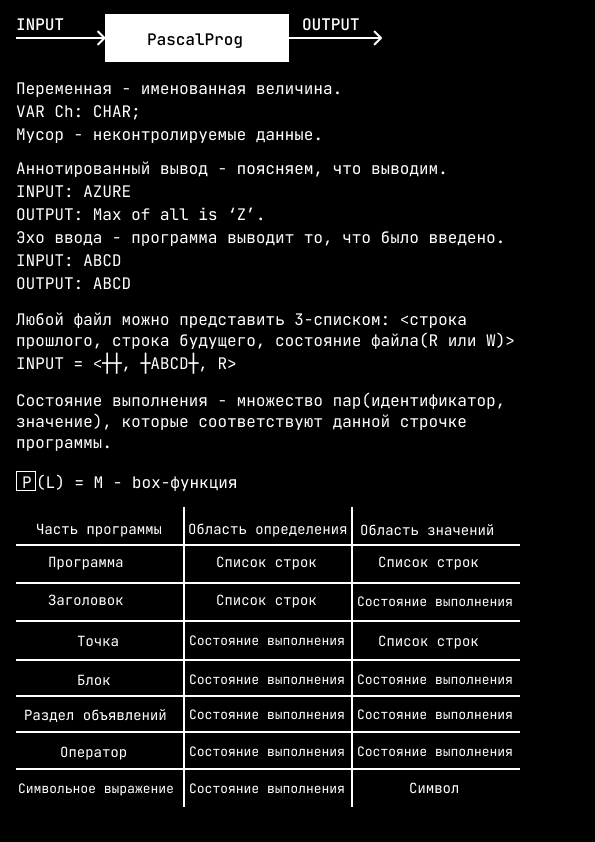 INPUT
PascalProg
OUTPUT
Переменная - именованная величина.
VAR Ch: CHAR;
Мусор - неконтролируемые данные.
Аннотированный вывод - поясняем, что выводим.
INPUT: AZURE
OUTPUT: Max of all is ‘Z’.
Эхо ввода - программа выводит то, что было введено.
INPUT: ABCD
OUTPUT: ABCD
Любой файл можно представить 3-списком: <строка
прошлого, строка будущего, состояние файла(R или W)>
INPUT = <┼┼, ┼ABCD┼, R>
Состояние выполнения - множество пар(идентификатор,
значение), которые соответствуют данной строчке
программы.
P(L) = M - box-функция
Часть программы Область определения Область значений
Программа Список строк Список строк
Заголовок Список строк Состояние выполнения
Точка Состояние выполнения Список строк
Блок Состояние выполнения Состояние выполнения
Раздел объявлений Состояние выполнения Состояние выполнения
Оператор Состояние выполнения Состояние выполнения
Символьное выражение Состояние выполнения Символ